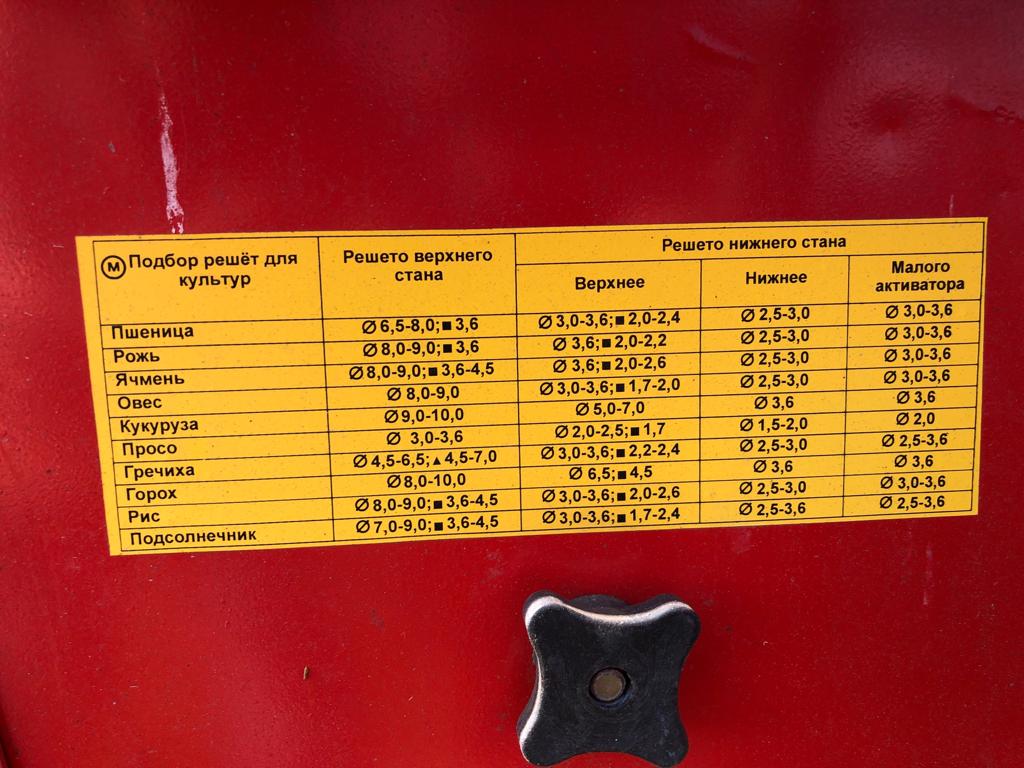 Ⓜ Подбор решёт для культур | Решето верхнего стана | Решето нижнего стана
Верхнее | Нижнее | Малого активатора
Пшеница | Ø 6,5-8,0;■ 3,6 | Ø 3,0-3,6;■ 2,0-2,4 | Ø 2,5-3,0 | Ø 3,0-3,6
Рожь | Ø 8,0-9,0;■ 3,6 | Ø 3,6;■ 2,0-2,2 | Ø 2,5-3,0 | Ø 3,0-3,6
Ячмень | Ø 8,0-9,0;■ 3,6-4,5 | Ø 3,6;■ 2,0-2,6 | Ø 2,5-3,0 | Ø 3,0-3,6
Овес | Ø 8,0-9,0 | Ø 3,0-3,6;■ 1,7-2,0 | Ø 2,5-3,0 | Ø 3,0-3,6
Кукуруза | Ø 9,0-10,0 | Ø 5,0-7,0 | Ø 3,6 | Ø 3,6
Просо | Ø 3,0-3,6 | Ø 2,0-2,5;■ 1,7 | Ø 1,5-2,0 | Ø 2,0
Гречиха | Ø 4,5-6,5;▲ 4,5-7,0 | Ø 3,0-3,6;■ 2,2-2,4 | Ø 2,5-3,0 | Ø 2,5-3,6
Горох | Ø 8,0-10,0 | Ø 6,5;■ 4,5 | Ø 3,6 | Ø 3,6
Рис | Ø 8,0-9,0;■ 3,6-4,5 | Ø 3,0-3,6;■ 2,0-2,6 | Ø 2,5-3,0 | Ø 3,0-3,6
Подсолнечник | Ø 7,0-9,0;■ 3,6-4,5 | Ø 3,0-3,6;■ 1,7-2,4 | Ø 2,5-3,6 | Ø 2,5-3,6